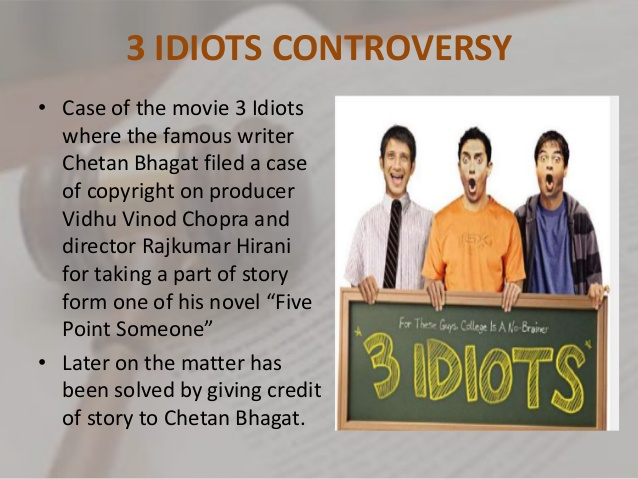 3 IDIOTS CONTROVERSY
• Case of the movie 3 Idiots
where the famous writer
Chetan Bhagat filed a case
of copyright on producer
Vidhu Vinod Chopra and
director Rajkumar Hirani
for taking a part of story
form one of his novel “Five
Point Someone”
• Later on the matter has
been solved by giving credit
of story to Chetan Bhagat.
For These Guys, College Is A No-Brainer
3 IDIOTS